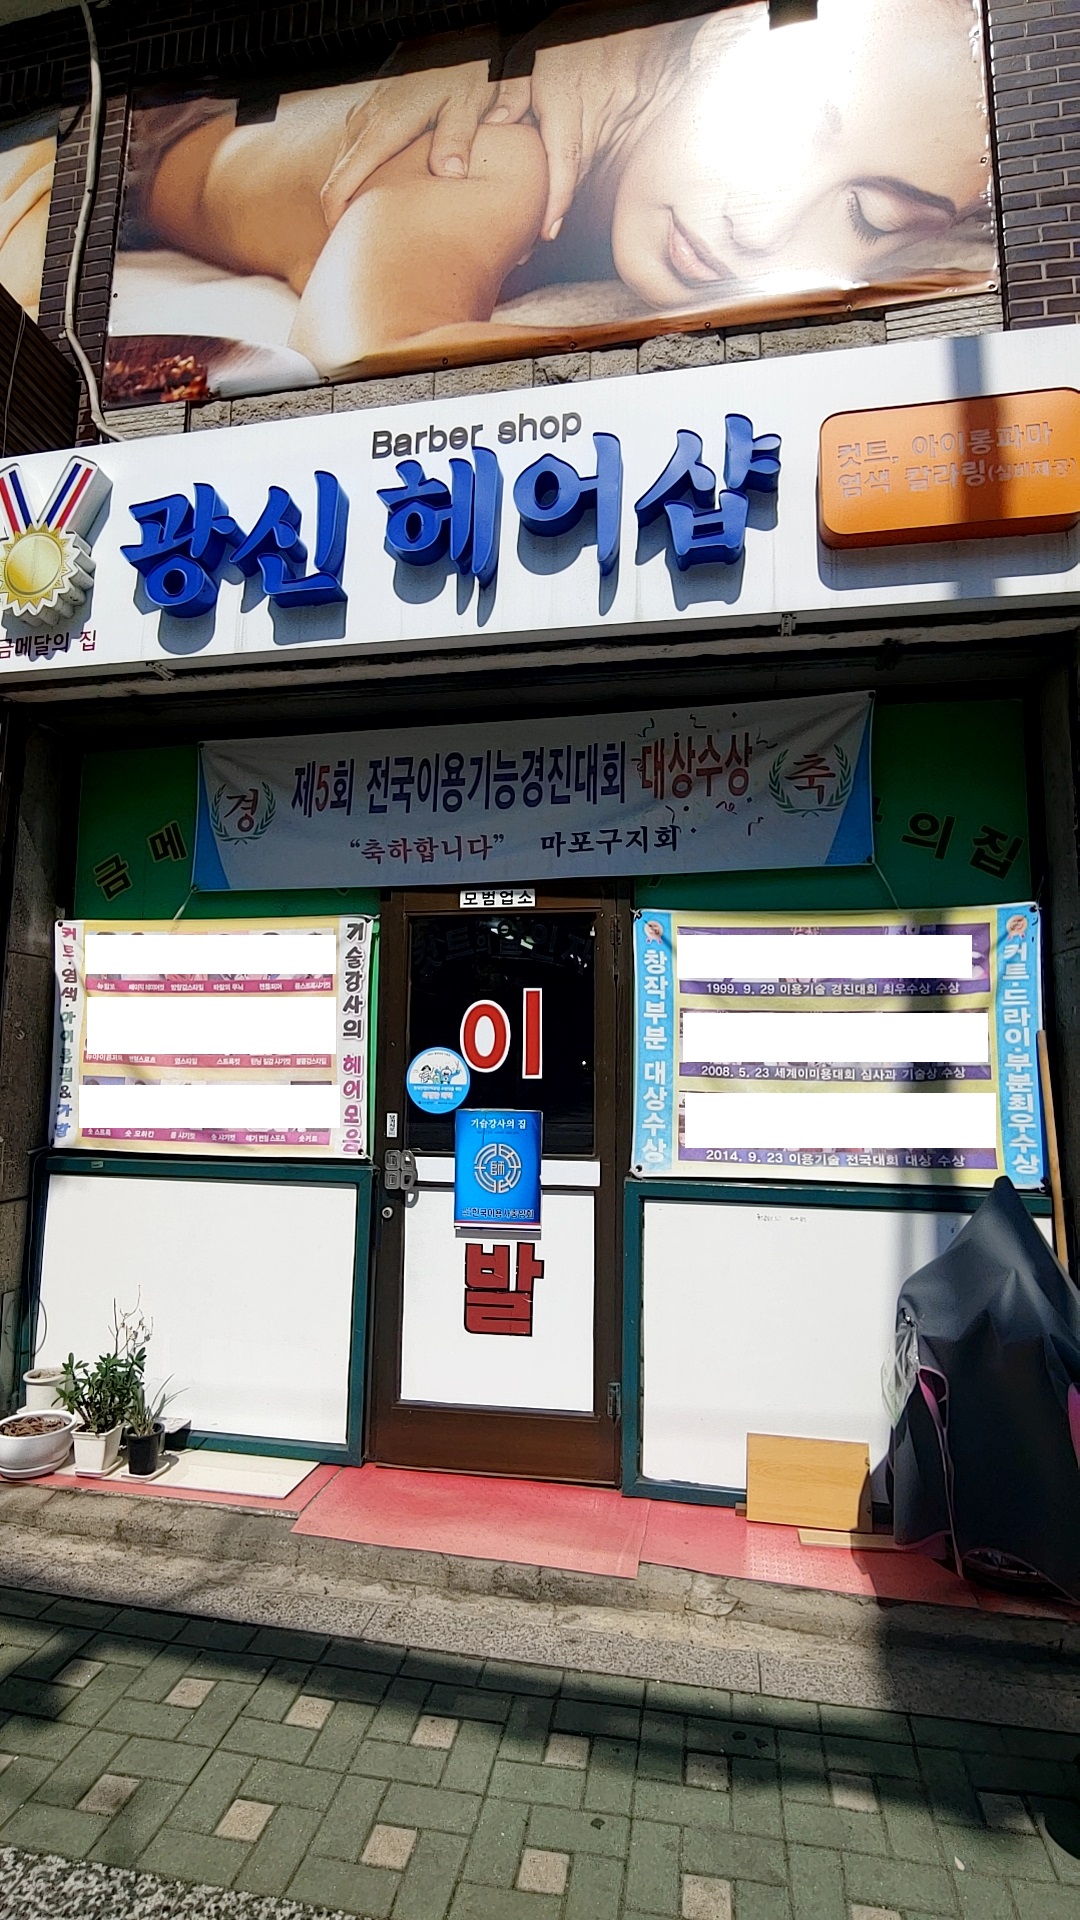 Barber shop
광신 헤어샵
컷트, 아이롱파마
염색 칼라링(실비제공)
금메달의 집
경 제5회 전국이용기능경진대회 대상수상 축
“축하합니다” 마포구지회
금메
의집
모범업소
커트·염색·아이롱펌&가발
기술강사의 헤어모음
이
기술강사의 집
발
창작부분 대상수상
1999. 9. 29 이용기술 경진대회 최우수상 수상
2008. 5. 23 세계이미용대회 심사과 기술상 수상
2014. 9. 23 이용기술 전국대회 대상 수상
커트·드라이부분최우수상